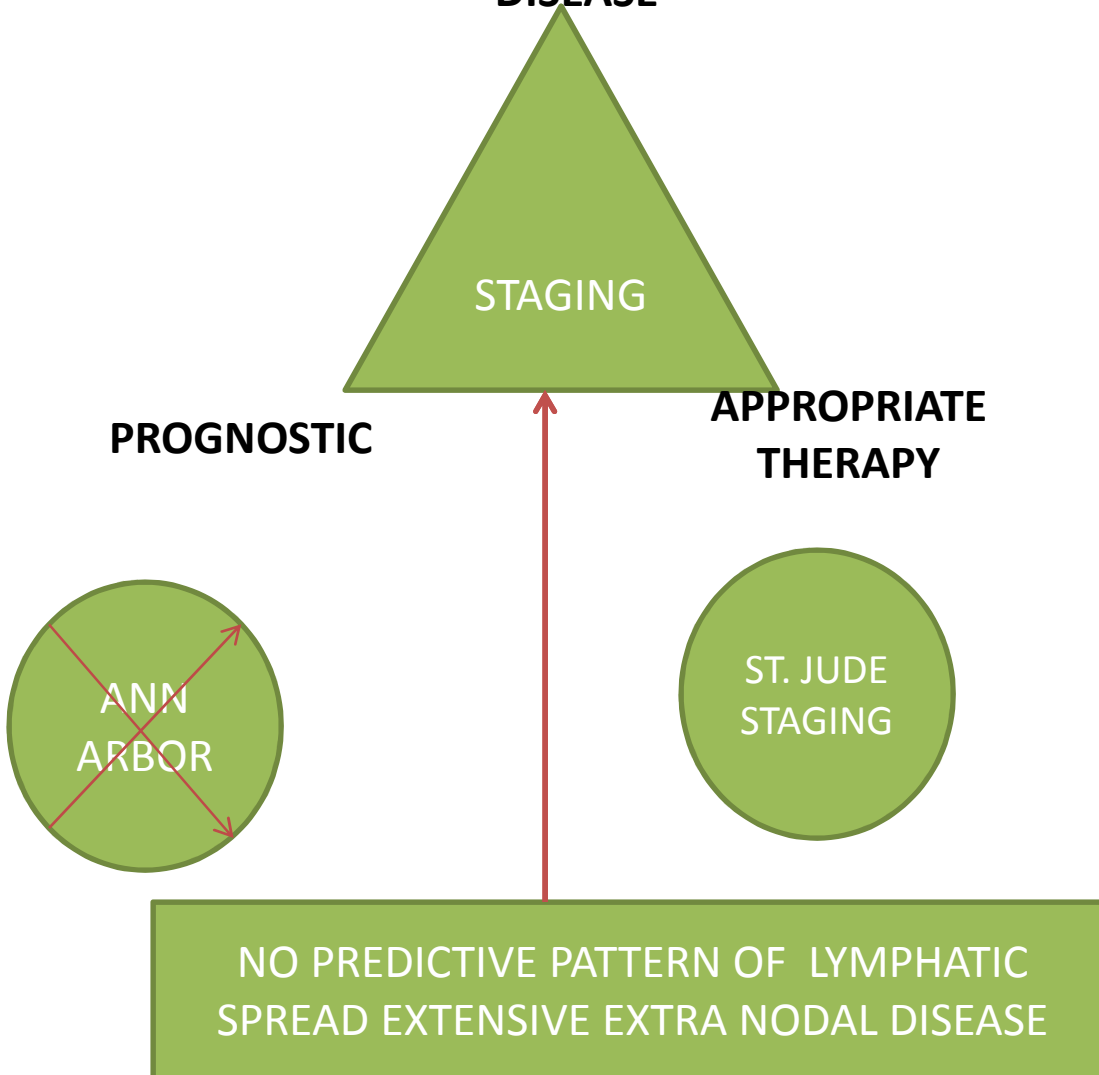 DISEASE
STAGING
PROGNOSTIC
APPROPRIATE
THERAPY
ANN
ARBOR
ST. JUDE
STAGING
NO PREDICTIVE PATTERN OF LYMPHATIC
SPREAD EXTENSIVE EXTRA NODAL DISEASE